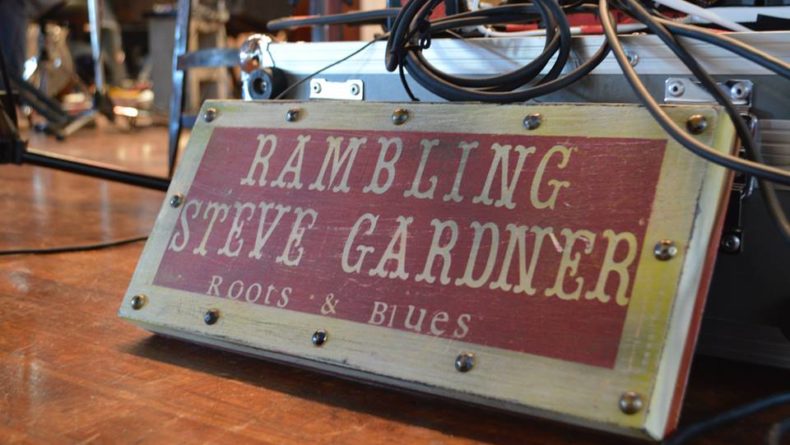 RAMBLING
STEVE GARDNER
Roots & Blues